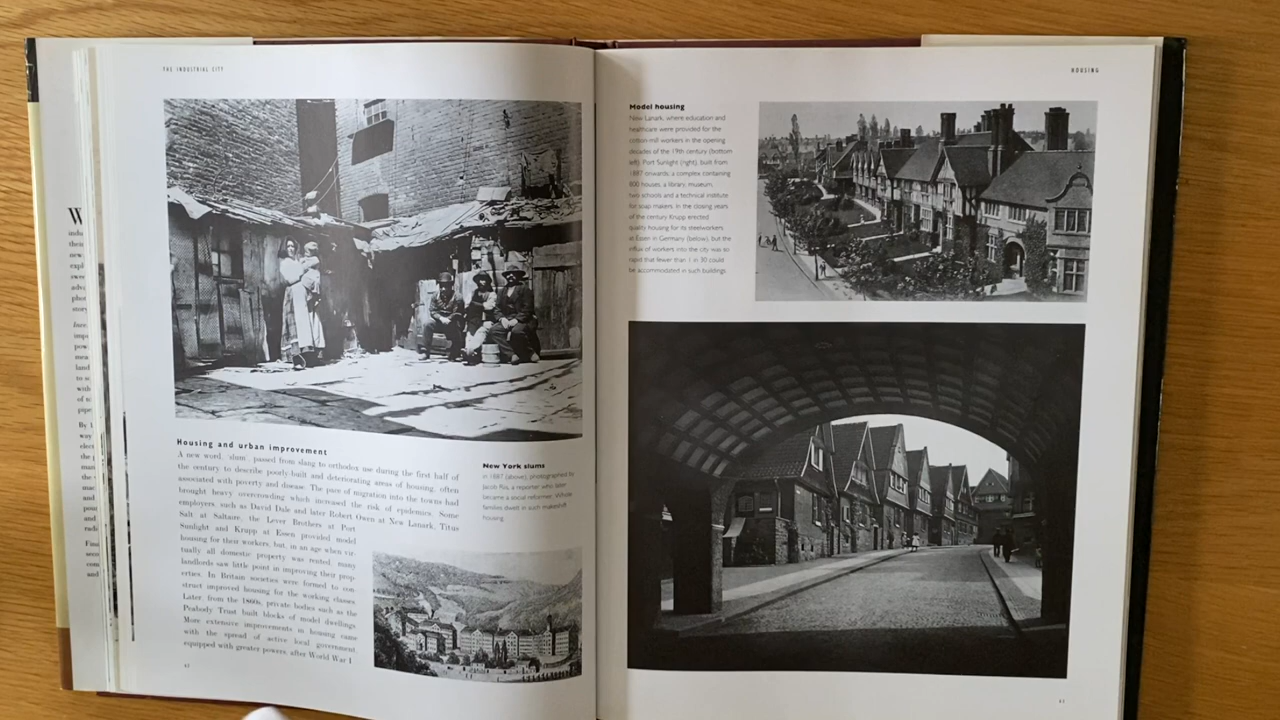 THE INDUSTRIAL CITY
Housing and urban improvement
A new word, slum, passed from slang to orthodox use during the first half of
the century to describe poorly-built and deteriorating areas of housing, often
associated with poverty and disease. The pace of migration into the towns had
brought heavy overcrowding which increased the risk of epidemics. Some
employers, such as David Dale and later Robert Owen at New Lanark, Titus
Salt at Saltaire, the Lever Brothers at Port
Sunlight and Krupp at Essen provided model
housing for their workers, but, in an age when vir-
tually all domestic property was rented, many
landlords saw little point in improving their prop-
erties. In Britain societies were formed to con-
struct improved housing for the working classes.
Later, from the 1860s, private bodies such as the
Peabody Trust built blocks of model dwellings.
More extensive improvements in housing came
with the spread of active local government,
equipped with greater powers, after World War I
New York slums
in 1887 (above), photographed by
Jacob Riis, a reporter who later
became a social reformer. Whole
families dwelt in such makeshift
housing.
62
HOUSING
Model housing
New Lanark, where education and
healthcare were provided for the
cotton-mill workers in the opening
decades of the 19th century (bottom
left). Port Sunlight (right), built from
1887 onwards; a complex containing
800 houses, a library, museum,
two schools and a technical institute
for soap makers. In the closing years
of the century Krupp erected
quality housing for its steelworkers
at Essen in Germany (below), but the
influx of workers into the city was so
rapid that fewer than 1 in 30 could
be accommodated in such buildings.
63